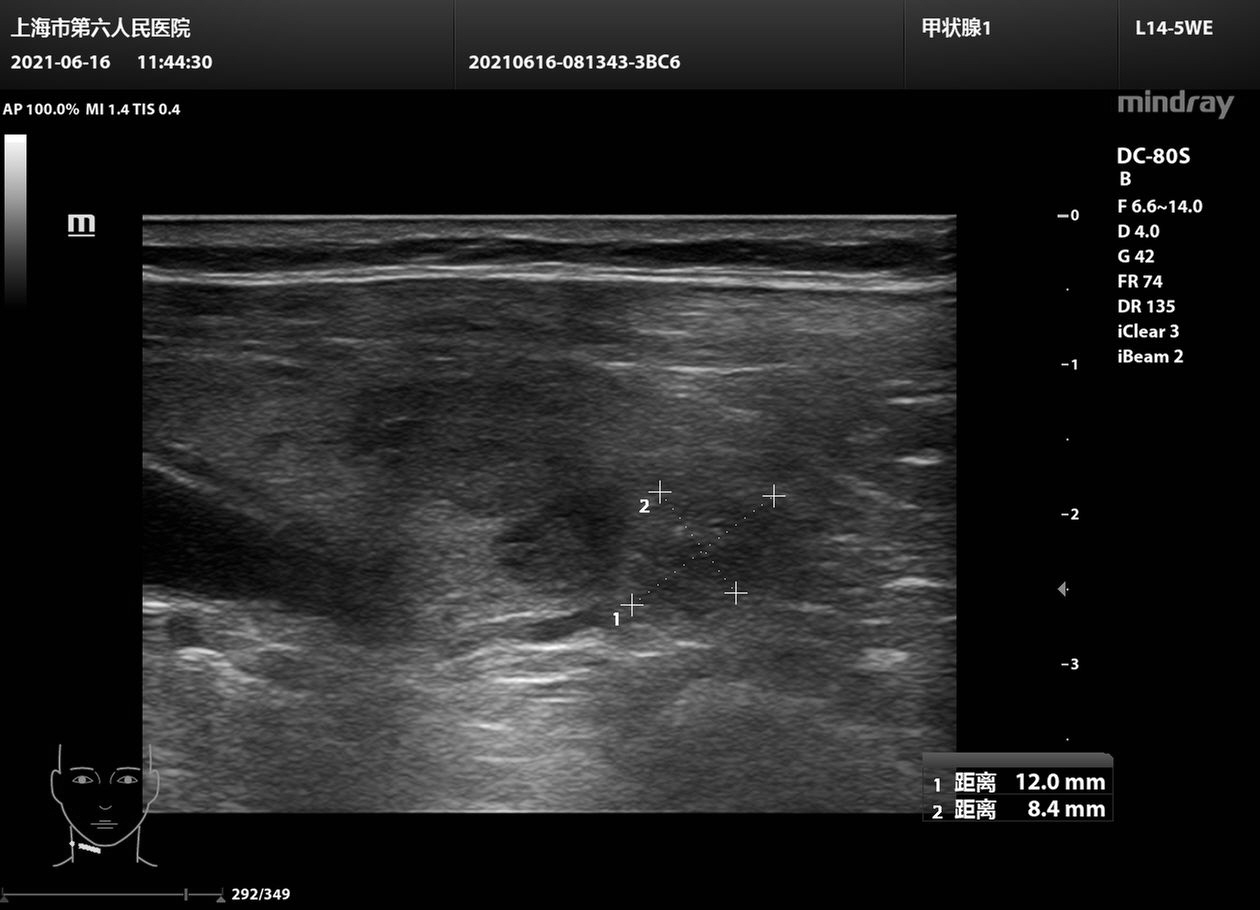 上海市第六人民医院
2021-06-16 11:44:30
20210616-081343-3BC6
甲状腺1
L14-5WE
AP 100.0% MI 1.4 TIS 0.4
mindray
m
DC-80S
B
F 6.6~14.0
D 4.0
G 42
FR 74
DR 135
iClear 3
iBeam 2
0
1
2
3
2
1
1 距离 12.0 mm
2 距离 8.4 mm
292/349